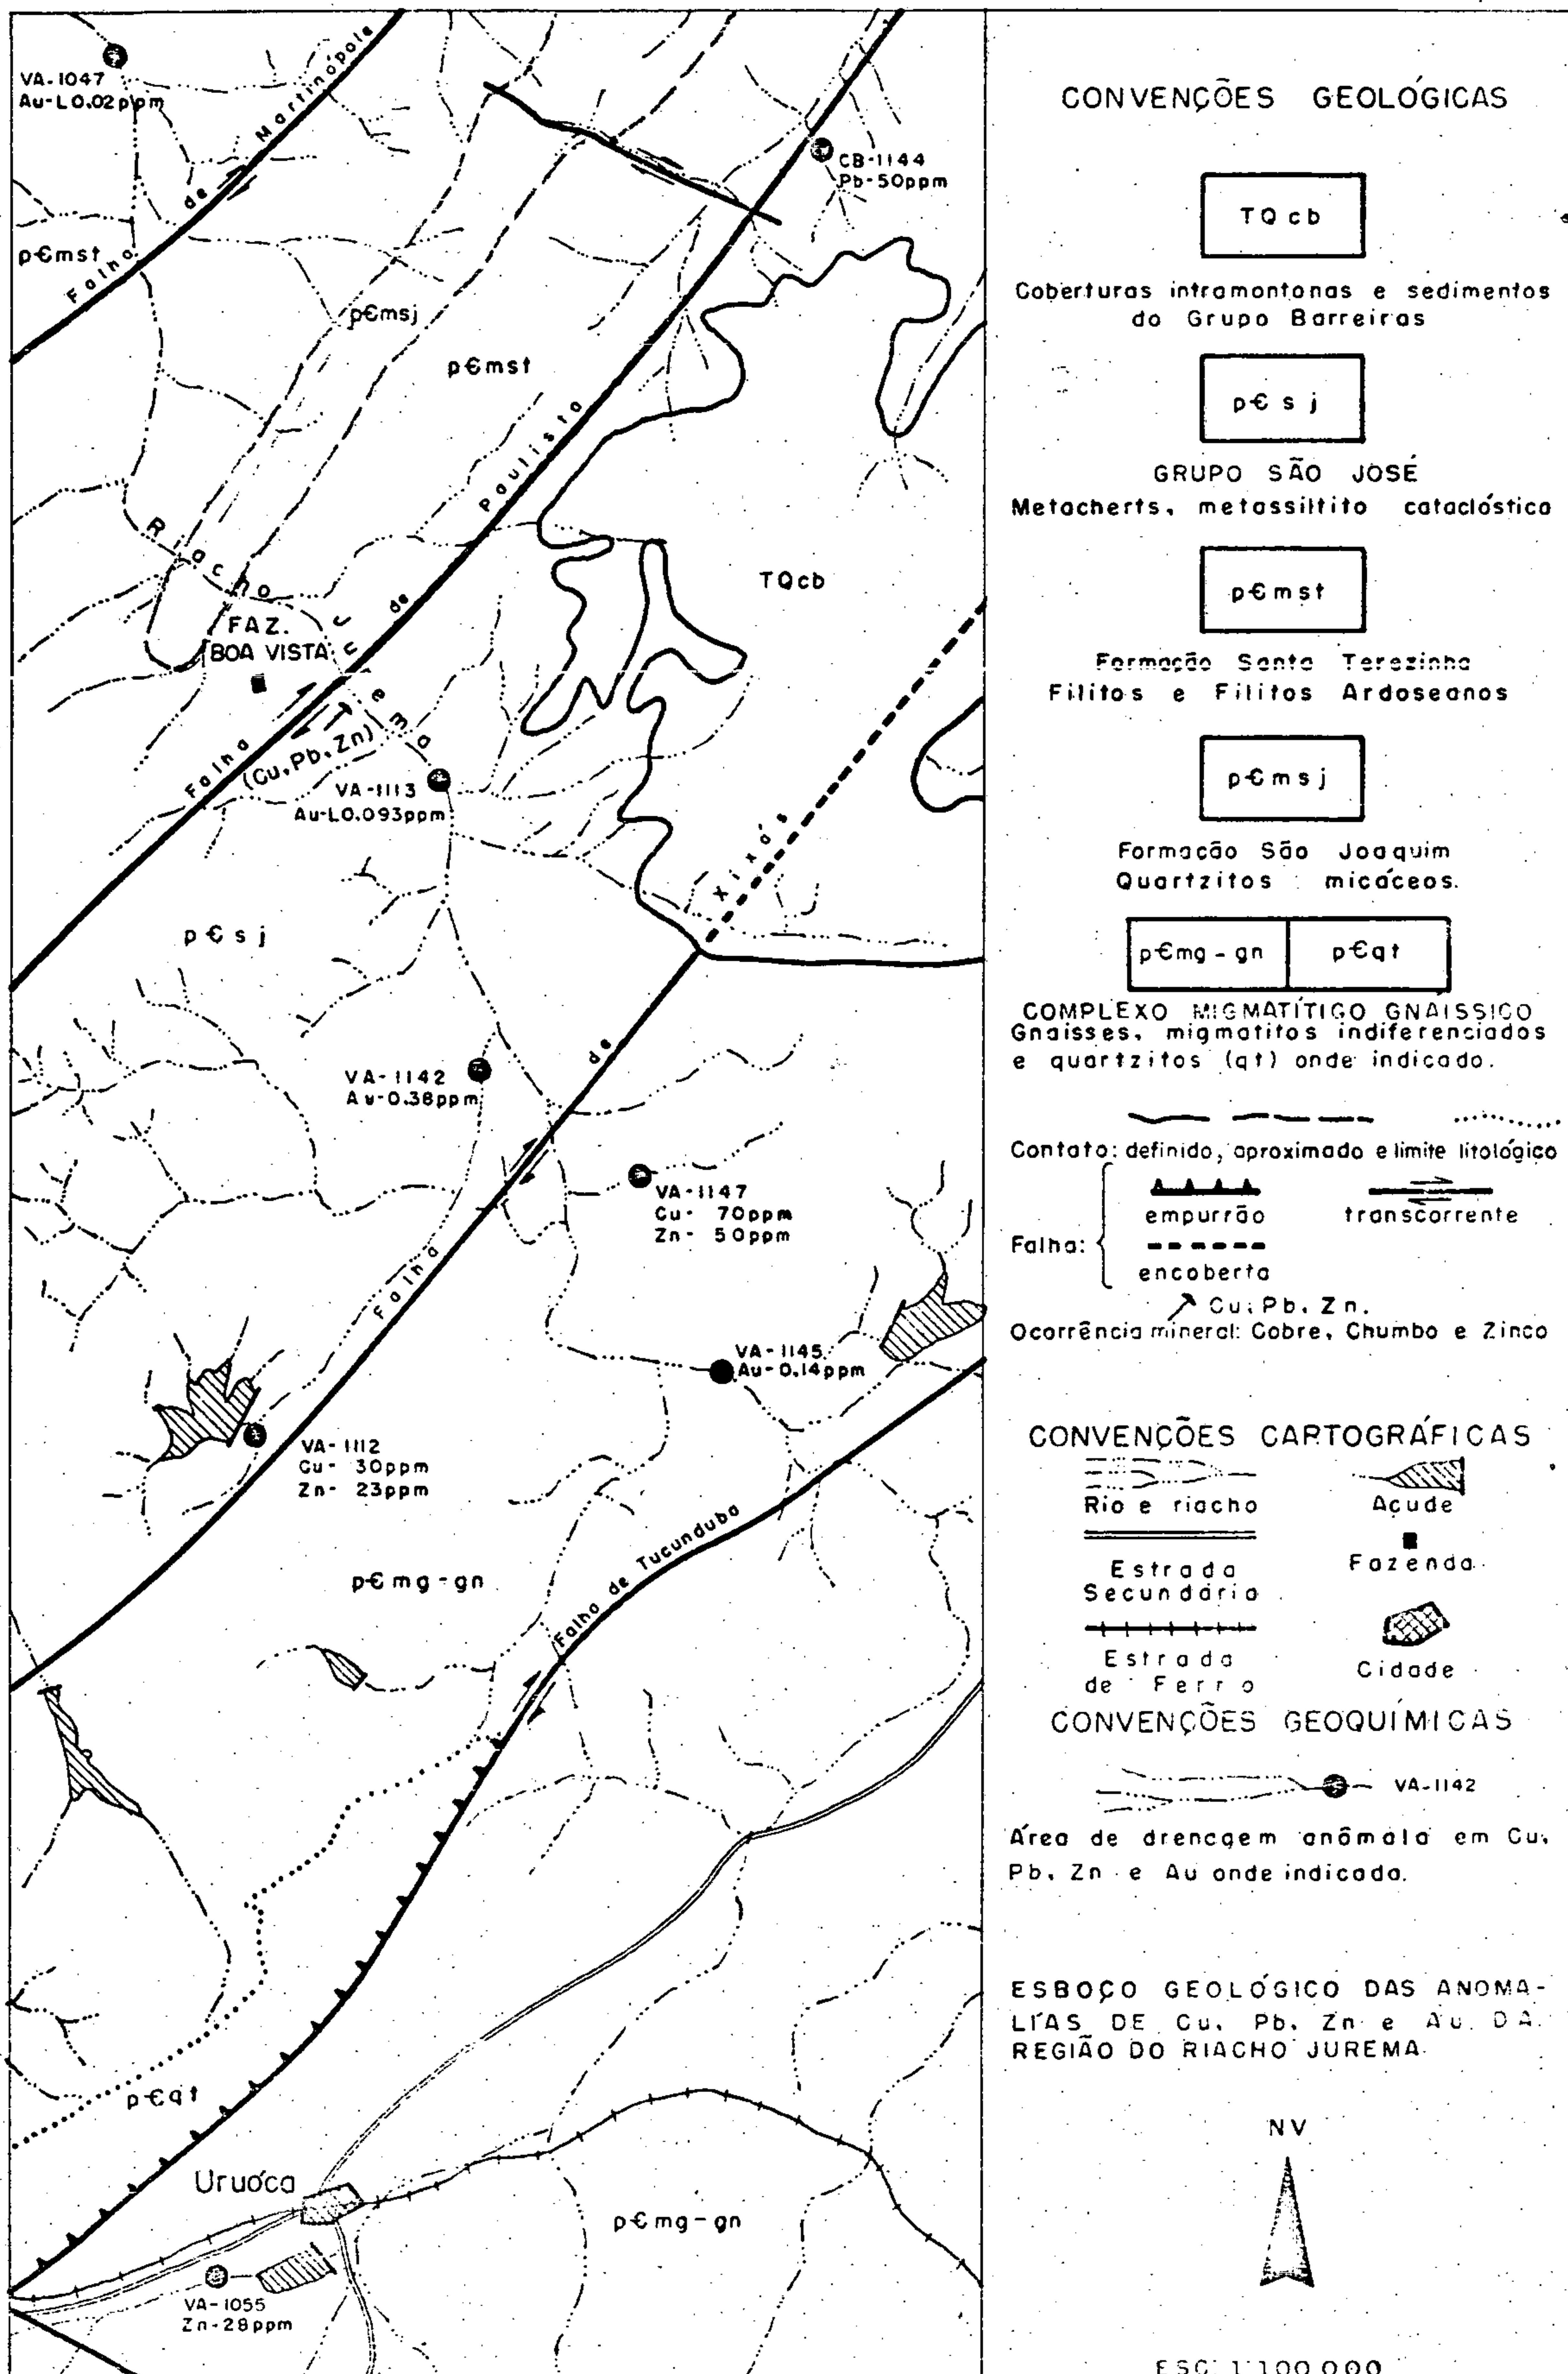 VA-1047
Au-L0.02ppm
Falha de Martinópole
CB-1144
Pb-50ppm
p€mst
p€msj
p€mst
Falha de Paulista
Riacho Jurema
TQcb
FAZ.
BOA VISTA
(Cu,Pb,Zn)
VA-1113
Au-L0.093ppm
Falha de Xixás
p€sj
VA-1142
Au-0.38ppm
VA-1147
Cu- 70ppm
Zn- 50ppm
VA-1145
Au-0.14ppm
VA-1112
Cu- 30ppm
Zn- 23ppm
Falha de Tucunduba
p€mg-gn
p€qt
Uruóca
p€mg-gn
VA-1055
Zn-28ppm
CONVENÇÕES GEOLÓGICAS
TQcb
Coberturas intramontanas e sedimentos
do Grupo Barreiras
p€sj
GRUPO SÃO JOSÉ
Metacherts, metassiltito cataclástica
p€mst
Formação Santa Terezinha
Filitos e Filitos Ardoseanos
p€msj
Formação São Joaquim
Quartzitos micáceos.
p€mg-gn p€qt
COMPLEXO MIGMATÍTICO GNÁISSICO
Gnaisses, migmatitos indiferenciados
e quartzitos (qt) onde indicado.
Contato: definido, aproximado e limite litológico
empurrão transcorrente
Falha:
encoberta
Cu, Pb, Zn.
Ocorrência mineral: Cobre, Chumbo e Zinco
CONVENÇÕES CARTOGRÁFICAS
Rio e riacho Açude
Estrada Fazenda
Secundária
Estrada Cidade
de Ferro
CONVENÇÕES GEOQUÍMICAS
VA-1142
Área de drenagem anômala em Cu,
Pb, Zn e Au onde indicado.
ESBOÇO GEOLÓGICO DAS ANOMA-
LIAS DE Cu, Pb, Zn e Au DA
REGIÃO DO RIACHO JUREMA
NV
ESC 1:100.000